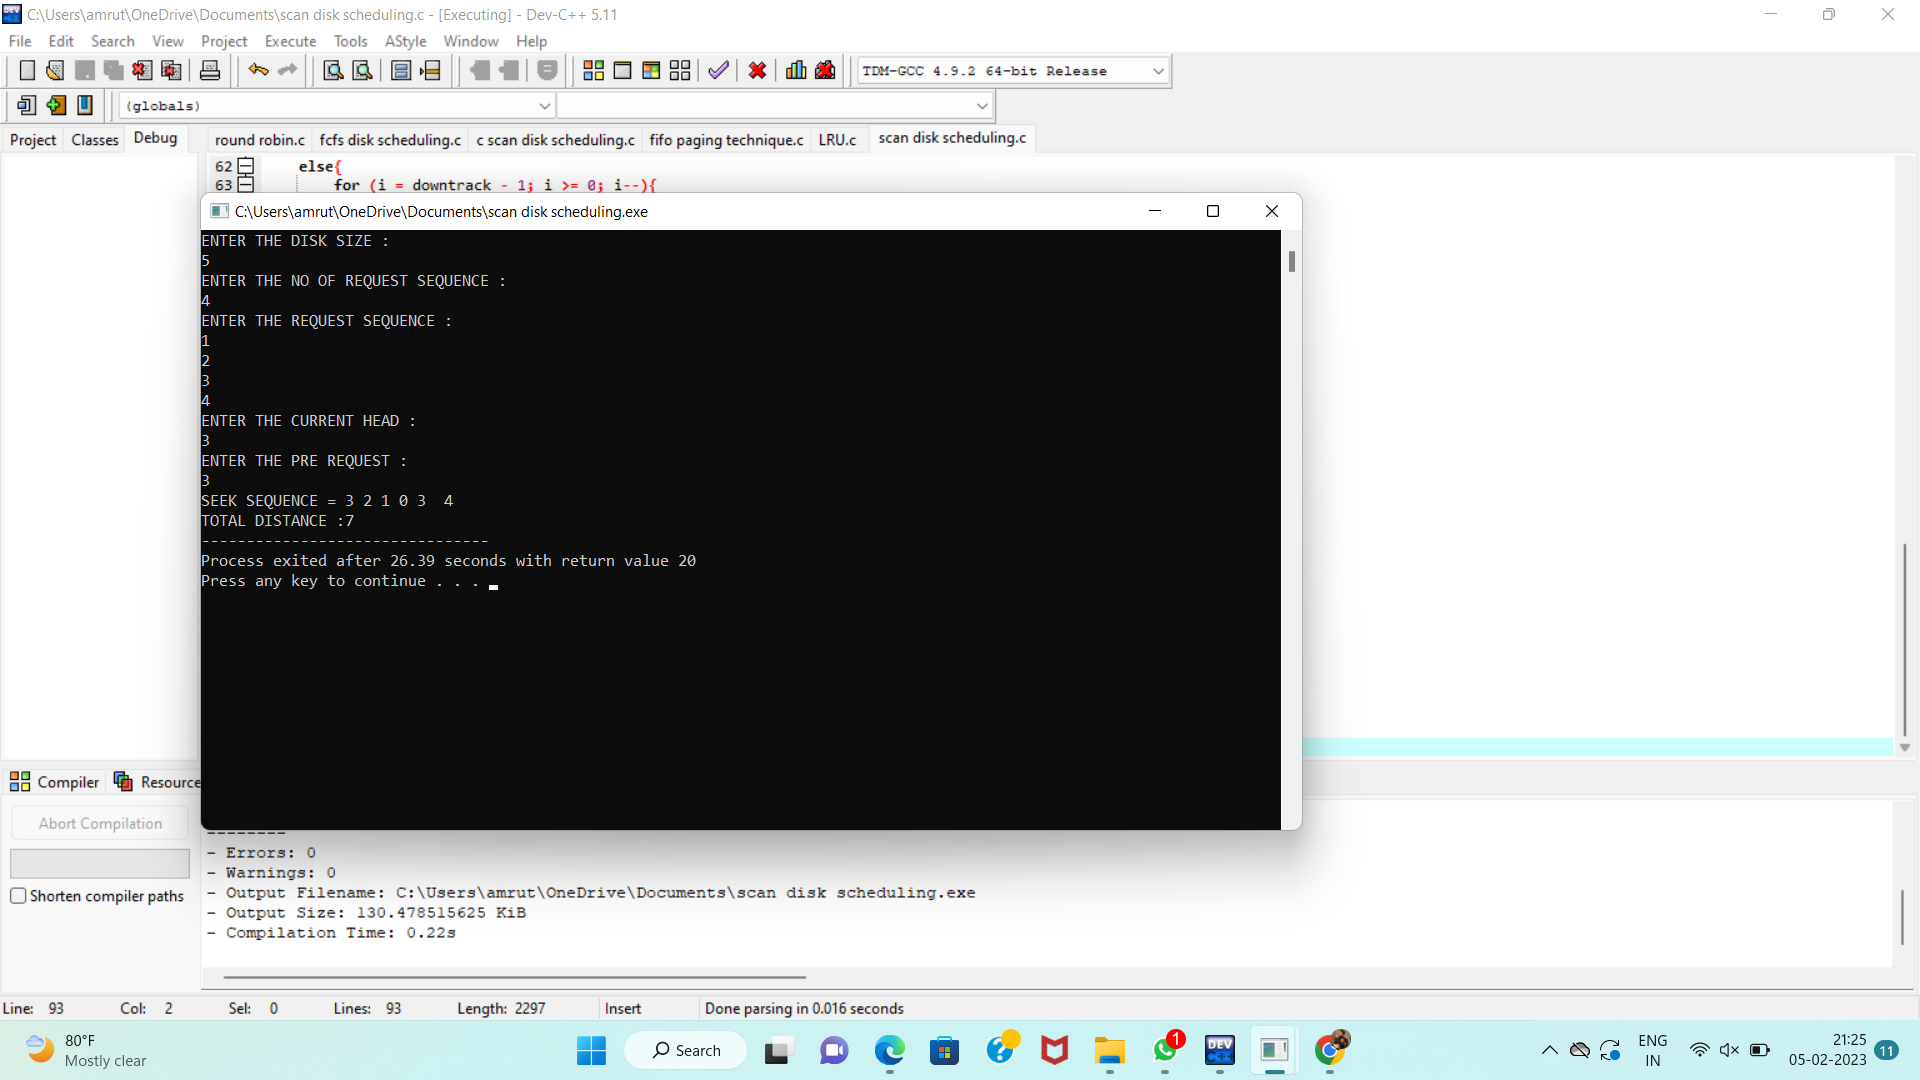 C:\Users\amrut\OneDrive\Documents\scan disk scheduling.c - [Executing] - Dev-C++ 5.11
File Edit Search View Project Execute Tools AStyle Window Help
TDM-GCC 4.9.2 64-bit Release
(globals)
Project Classes Debug round robin.c fcfs disk scheduling.c c scan disk scheduling.c fifo paging technique.c LRU.c scan disk scheduling.c
62 else{
63 for (i = downtrack - 1; i >= 0; i--){
C:\Users\amrut\OneDrive\Documents\scan disk scheduling.exe
ENTER THE DISK SIZE :
5
ENTER THE NO OF REQUEST SEQUENCE :
4
ENTER THE REQUEST SEQUENCE :
1
2
3
4
ENTER THE CURRENT HEAD :
3
ENTER THE PRE REQUEST :
3
SEEK SEQUENCE = 3 2 1 0 3  4
TOTAL DISTANCE :7
--------------------------------
Process exited after 26.39 seconds with return value 20
Press any key to continue . . .
Compiler Resource
Abort Compilation
Shorten compiler paths
--------
- Errors: 0
- Warnings: 0
- Output Filename: C:\Users\amrut\OneDrive\Documents\scan disk scheduling.exe
- Output Size: 130.478515625 KiB
- Compilation Time: 0.22s
Line: 93 Col: 2 Sel: 0 Lines: 93 Length: 2297 Insert Done parsing in 0.016 seconds
80°F
Mostly clear
Search
1
DEV
C++
ENG
IN
21:25
05-02-2023
11